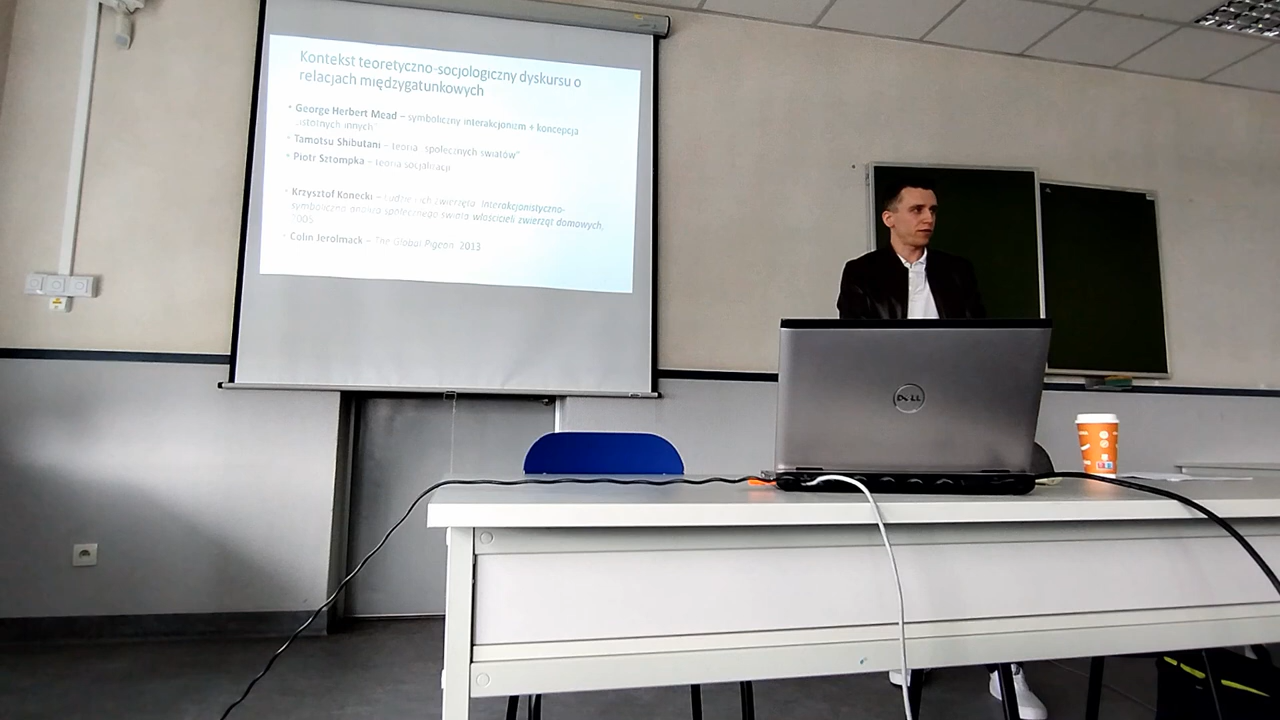 Kontekst teoretyczno-socjologiczny dyskursu o
relacjach międzygatunkowych
• George Herbert Mead – symboliczny interakcjonizm + koncepcja
„istotnych innych"
• Tamotsu Shibutani – teoria „społecznych światów"
• Piotr Sztompka – teoria socjalizacji
• Krzysztof Konecki – Ludzie i ich zwierzęta. Interakcjonistyczno-
symboliczna analiza społecznego świata właścicieli zwierząt domowych,
2005
• Colin Jerolmack – The Global Pigeon, 2013
DELL